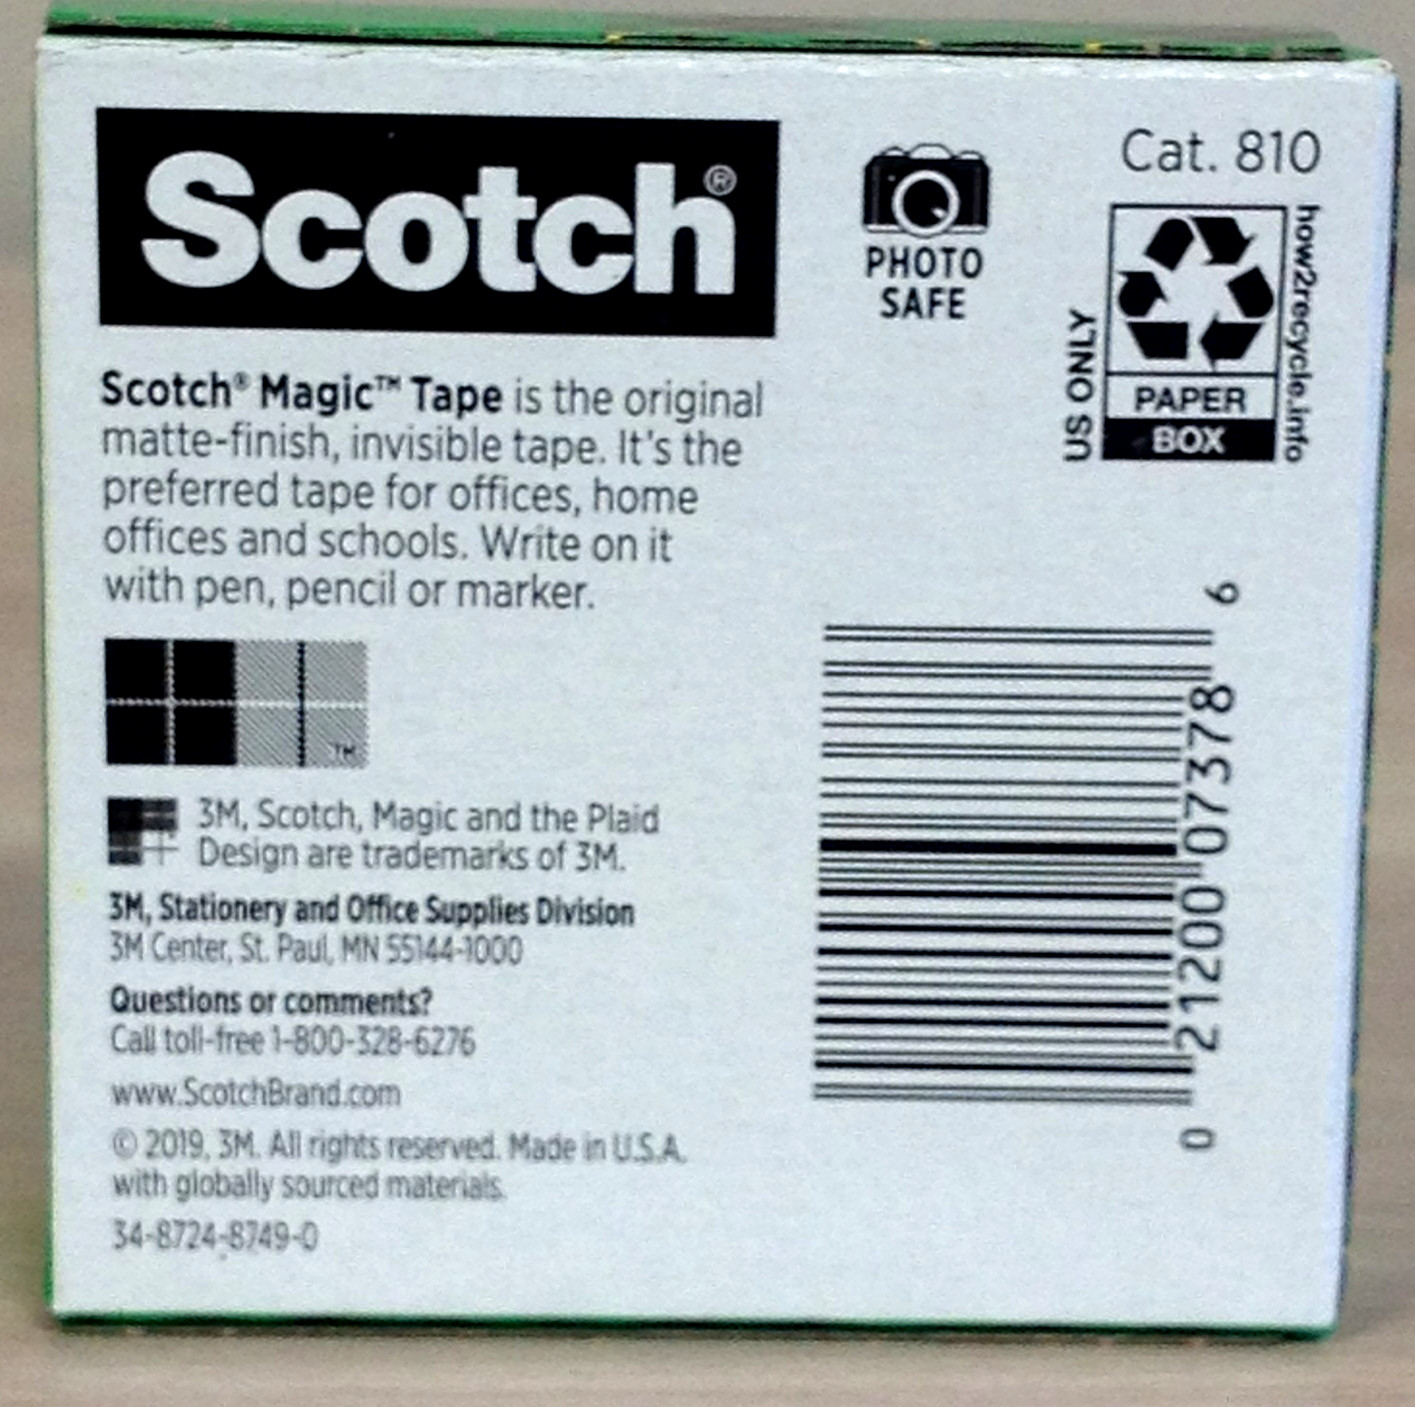 Scotch®
PHOTO
SAFE
Cat. 810
US ONLY
how2recycle.info
PAPER
BOX
Scotch® Magic™ Tape is the original
matte-finish, invisible tape. It's the
preferred tape for offices, home
offices and schools. Write on it
with pen, pencil or marker.
TM
3M, Scotch, Magic and the Plaid
Design are trademarks of 3M.
3M, Stationery and Office Supplies Division
3M Center, St. Paul, MN 55144-1000
Questions or comments?
Call toll-free 1-800-328-6276
www.ScotchBrand.com
© 2019, 3M. All rights reserved. Made in U.S.A.
with globally sourced materials.
34-8724-8749-0
0 21200 07378 6